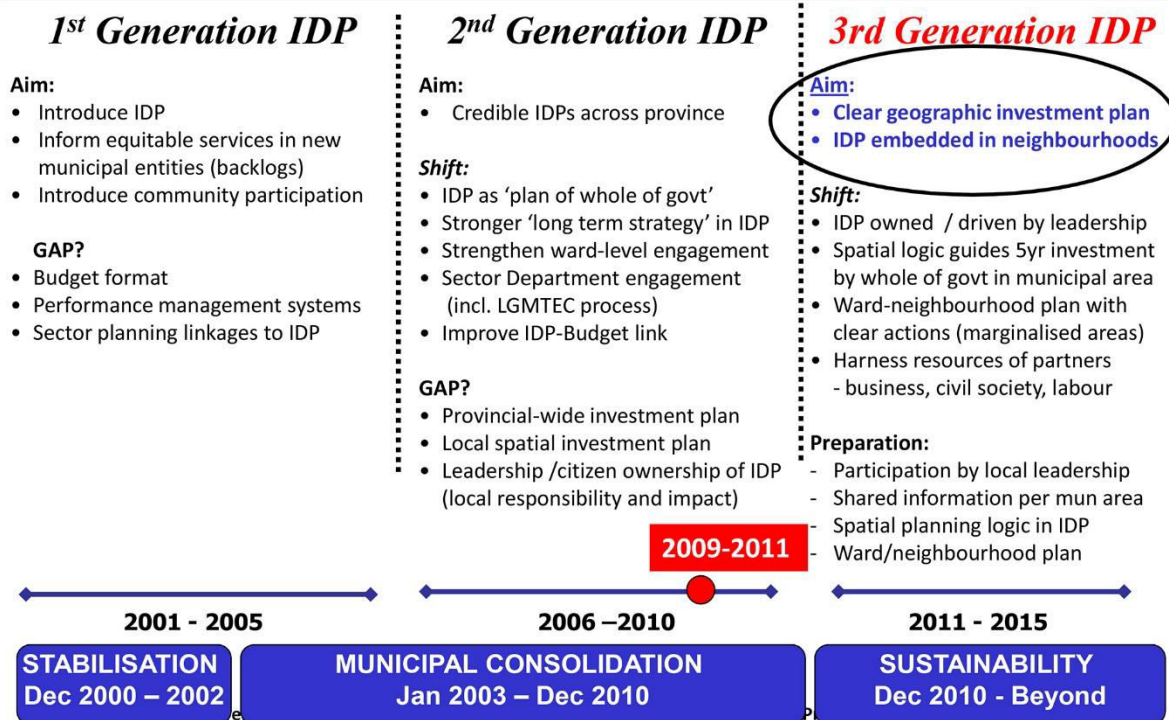 1st Generation IDP
Aim:
• Introduce IDP
• Inform equitable services in new
municipal entities (backlogs)
• Introduce community participation
GAP?
• Budget format
• Performance management systems
• Sector planning linkages to IDP
2nd Generation IDP
Aim:
• Credible IDPs across province
Shift:
• IDP as ‘plan of whole of govt’
• Stronger ‘long term strategy’ in IDP
• Strengthen ward-level engagement
• Sector Department engagement
(incl. LGMTEC process)
• Improve IDP-Budget link
GAP?
• Provincial-wide investment plan
• Local spatial investment plan
• Leadership /citizen ownership of IDP
(local responsibility and impact)
3rd Generation IDP
Aim:
• Clear geographic investment plan
• IDP embedded in neighbourhoods
Shift:
• IDP owned / driven by leadership
• Spatial logic guides 5yr investment
by whole of govt in municipal area
• Ward-neighbourhood plan with
clear actions (marginalised areas)
• Harness resources of partners
- business, civil society, labour
Preparation:
- Participation by local leadership
- Shared information per mun area
- Spatial planning logic in IDP
- Ward/neighbourhood plan
2009-2011
2001 - 2005
2006 –2010
2011 - 2015
STABILISATION
Dec 2000 – 2002
MUNICIPAL CONSOLIDATION
Jan 2003 – Dec 2010
SUSTAINABILITY
Dec 2010 - Beyond